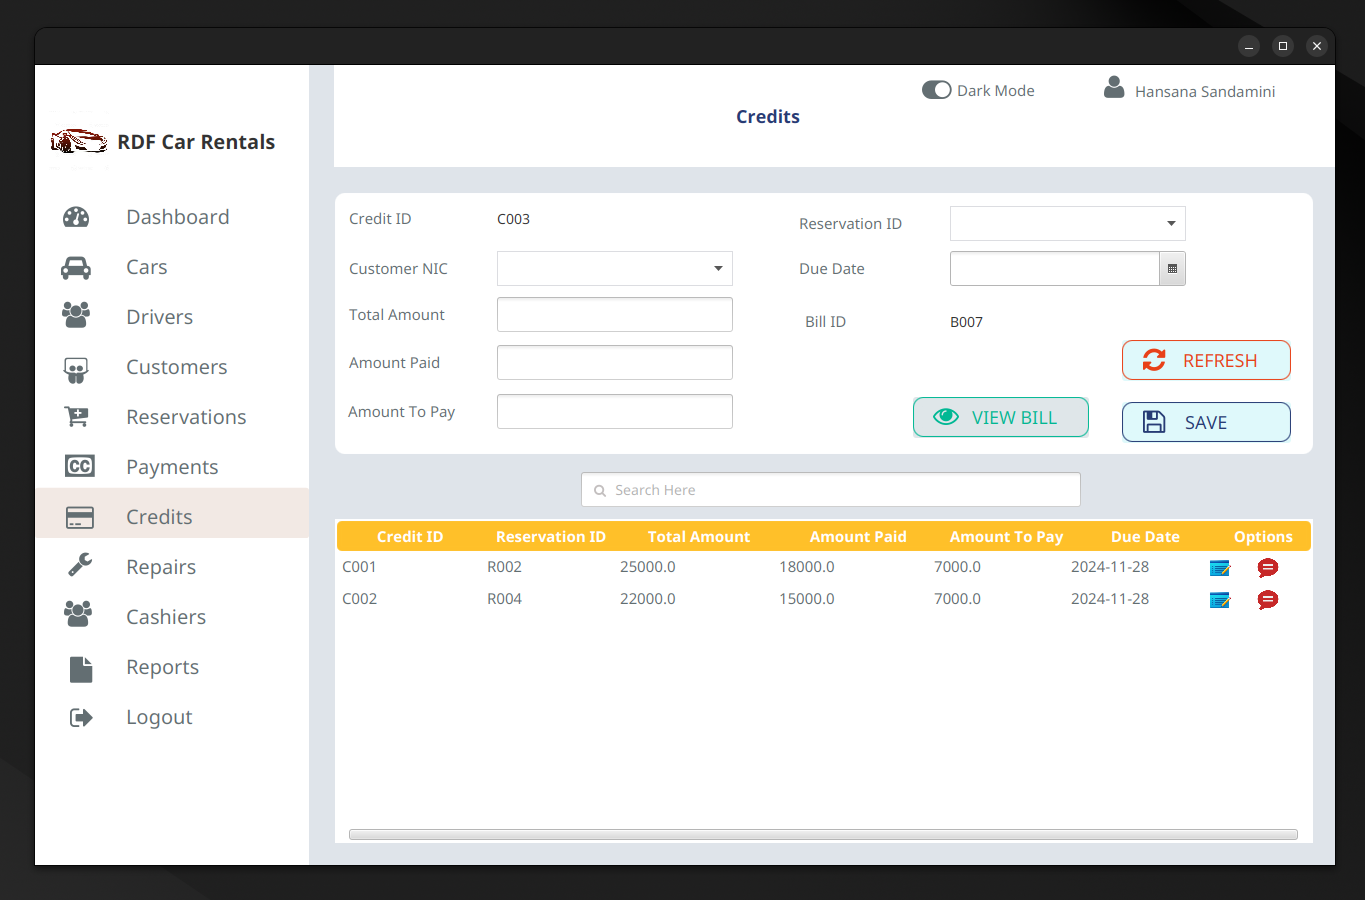 Dark Mode
Hansana Sandamini
Credits
RDF Car Rentals
Dashboard
Cars
Drivers
Customers
Reservations
Payments
Credits
Repairs
Cashiers
Reports
Logout
Credit ID C003
Reservation ID
Customer NIC
Due Date
Total Amount
Bill ID B007
Amount Paid
REFRESH
Amount To Pay
VIEW BILL
SAVE
Search Here
Credit ID Reservation ID Total Amount Amount Paid Amount To Pay Due Date Options
C001 R002 25000.0 18000.0 7000.0 2024-11-28
C002 R004 22000.0 15000.0 7000.0 2024-11-28